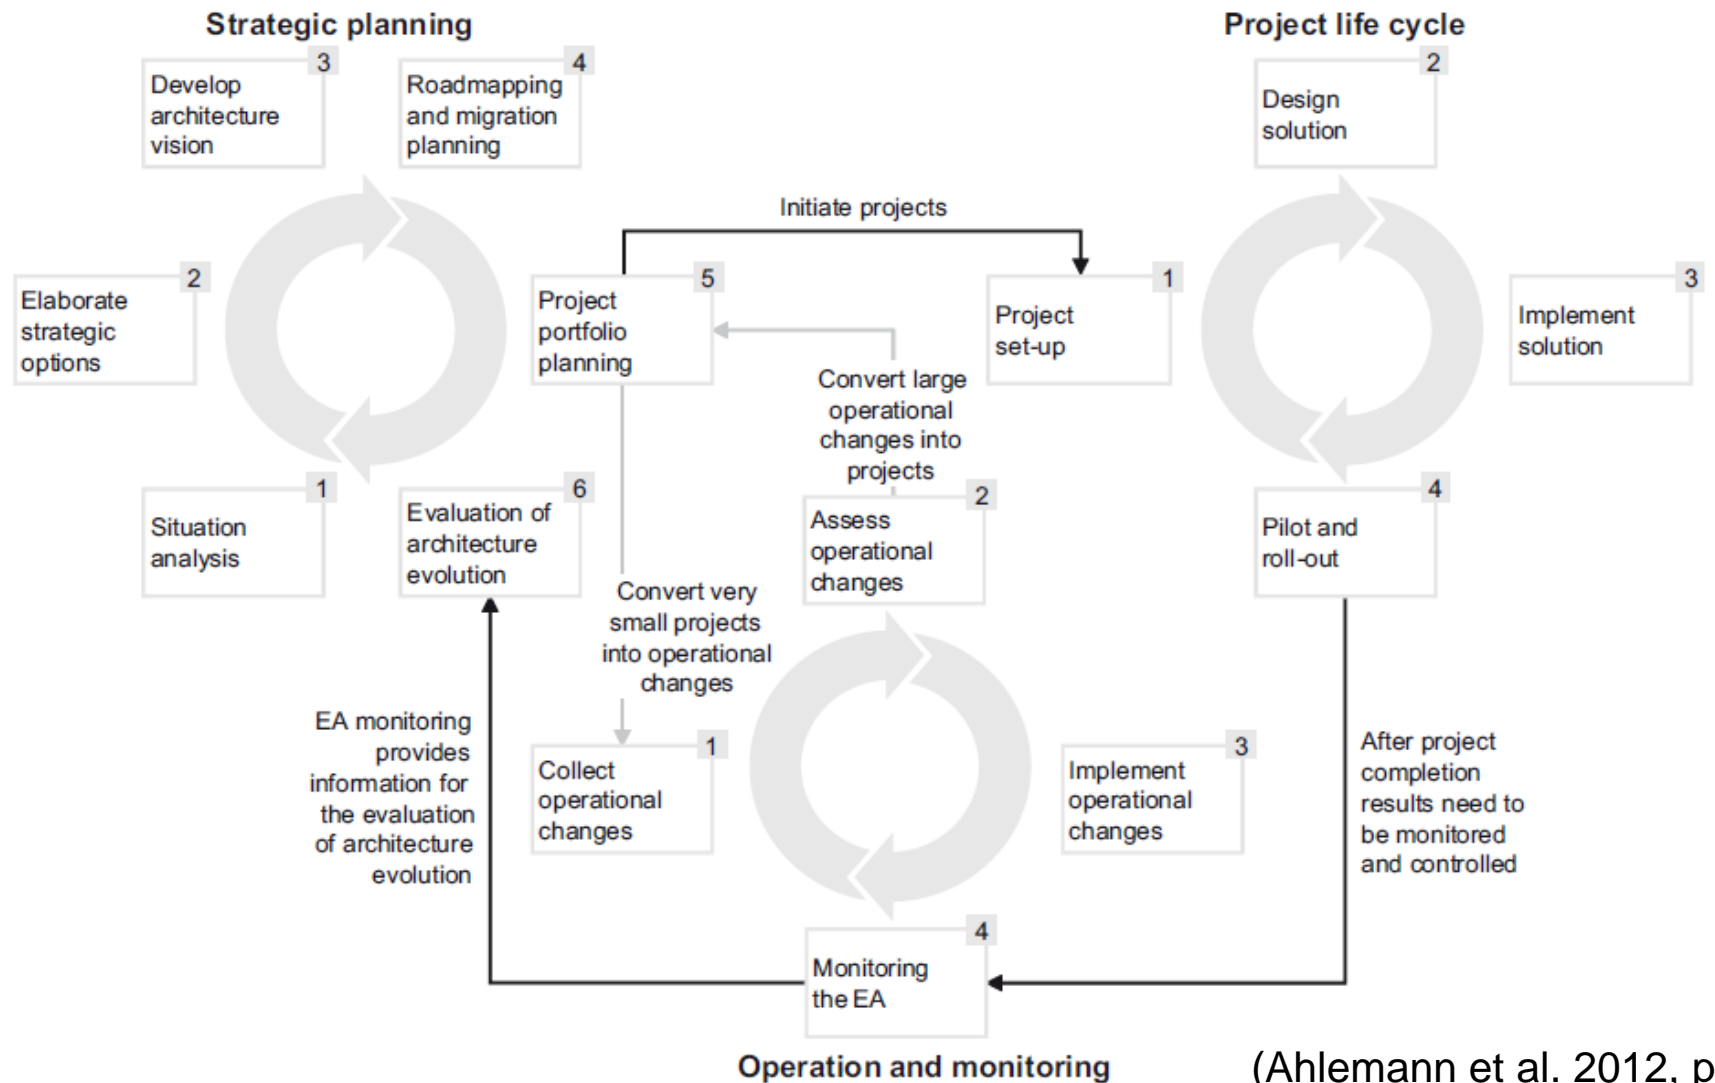 Strategic planning
3
Develop
architecture
vision
4
Roadmapping
and migration
planning
2
Elaborate
strategic
options
5
Project
portfolio
planning
1
Situation
analysis
6
Evaluation of
architecture
evolution
Initiate projects
Project life cycle
2
Design
solution
1
Project
set-up
3
Implement
solution
4
Pilot and
roll-out
Convert large
operational
changes into
projects
Convert very
small projects
into operational
changes
2
Assess
operational
changes
1
Collect
operational
changes
3
Implement
operational
changes
4
Monitoring
the EA
EA monitoring
provides
information for
the evaluation
of architecture
evolution
After project
completion
results need to
be monitored
and controlled
Operation and monitoring
(Ahlemann et al. 2012, p